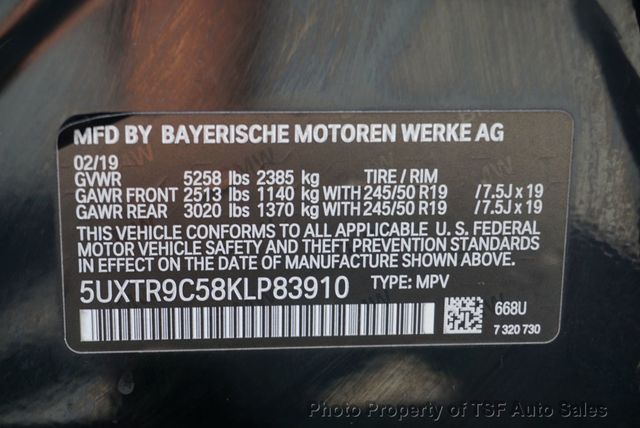 MFD BY BAYERISCHE MOTOREN WERKE AG
02/19
GVWR 5258 lbs 2385 kg TIRE / RIM
GAWR FRONT 2513 lbs 1140 kg WITH 245/50 R19 /7.5J x 19
GAWR REAR 3020 lbs 1370 kg WITH 245/50 R19 /7.5J x 19
THIS VEHICLE CONFORMS TO ALL APPLICABLE U. S. FEDERAL
MOTOR VEHICLE SAFETY AND THEFT PREVENTION STANDARDS
IN EFFECT ON THE DATE OF MANUFACTURE SHOWN ABOVE.
5UXTR9C58KLP83910 TYPE: MPV
668U
7 320 730
Photo Property of TSF Auto Sales